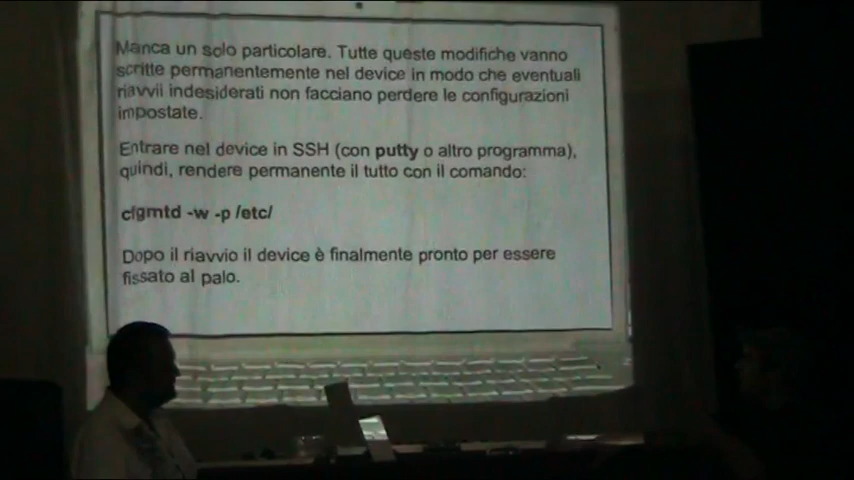 Manca un solo particolare. Tutte queste modifiche vanno
scritte permanentemente nel device in modo che eventuali
riavvii indesiderati non facciano perdere le configurazioni
impostate.
Entrare nel device in SSH (con putty o altro programma),
quindi, rendere permanente il tutto con il comando:
cfgmtd -w -p /etc/
Dopo il riavvio il device è finalmente pronto per essere
fissato al palo.